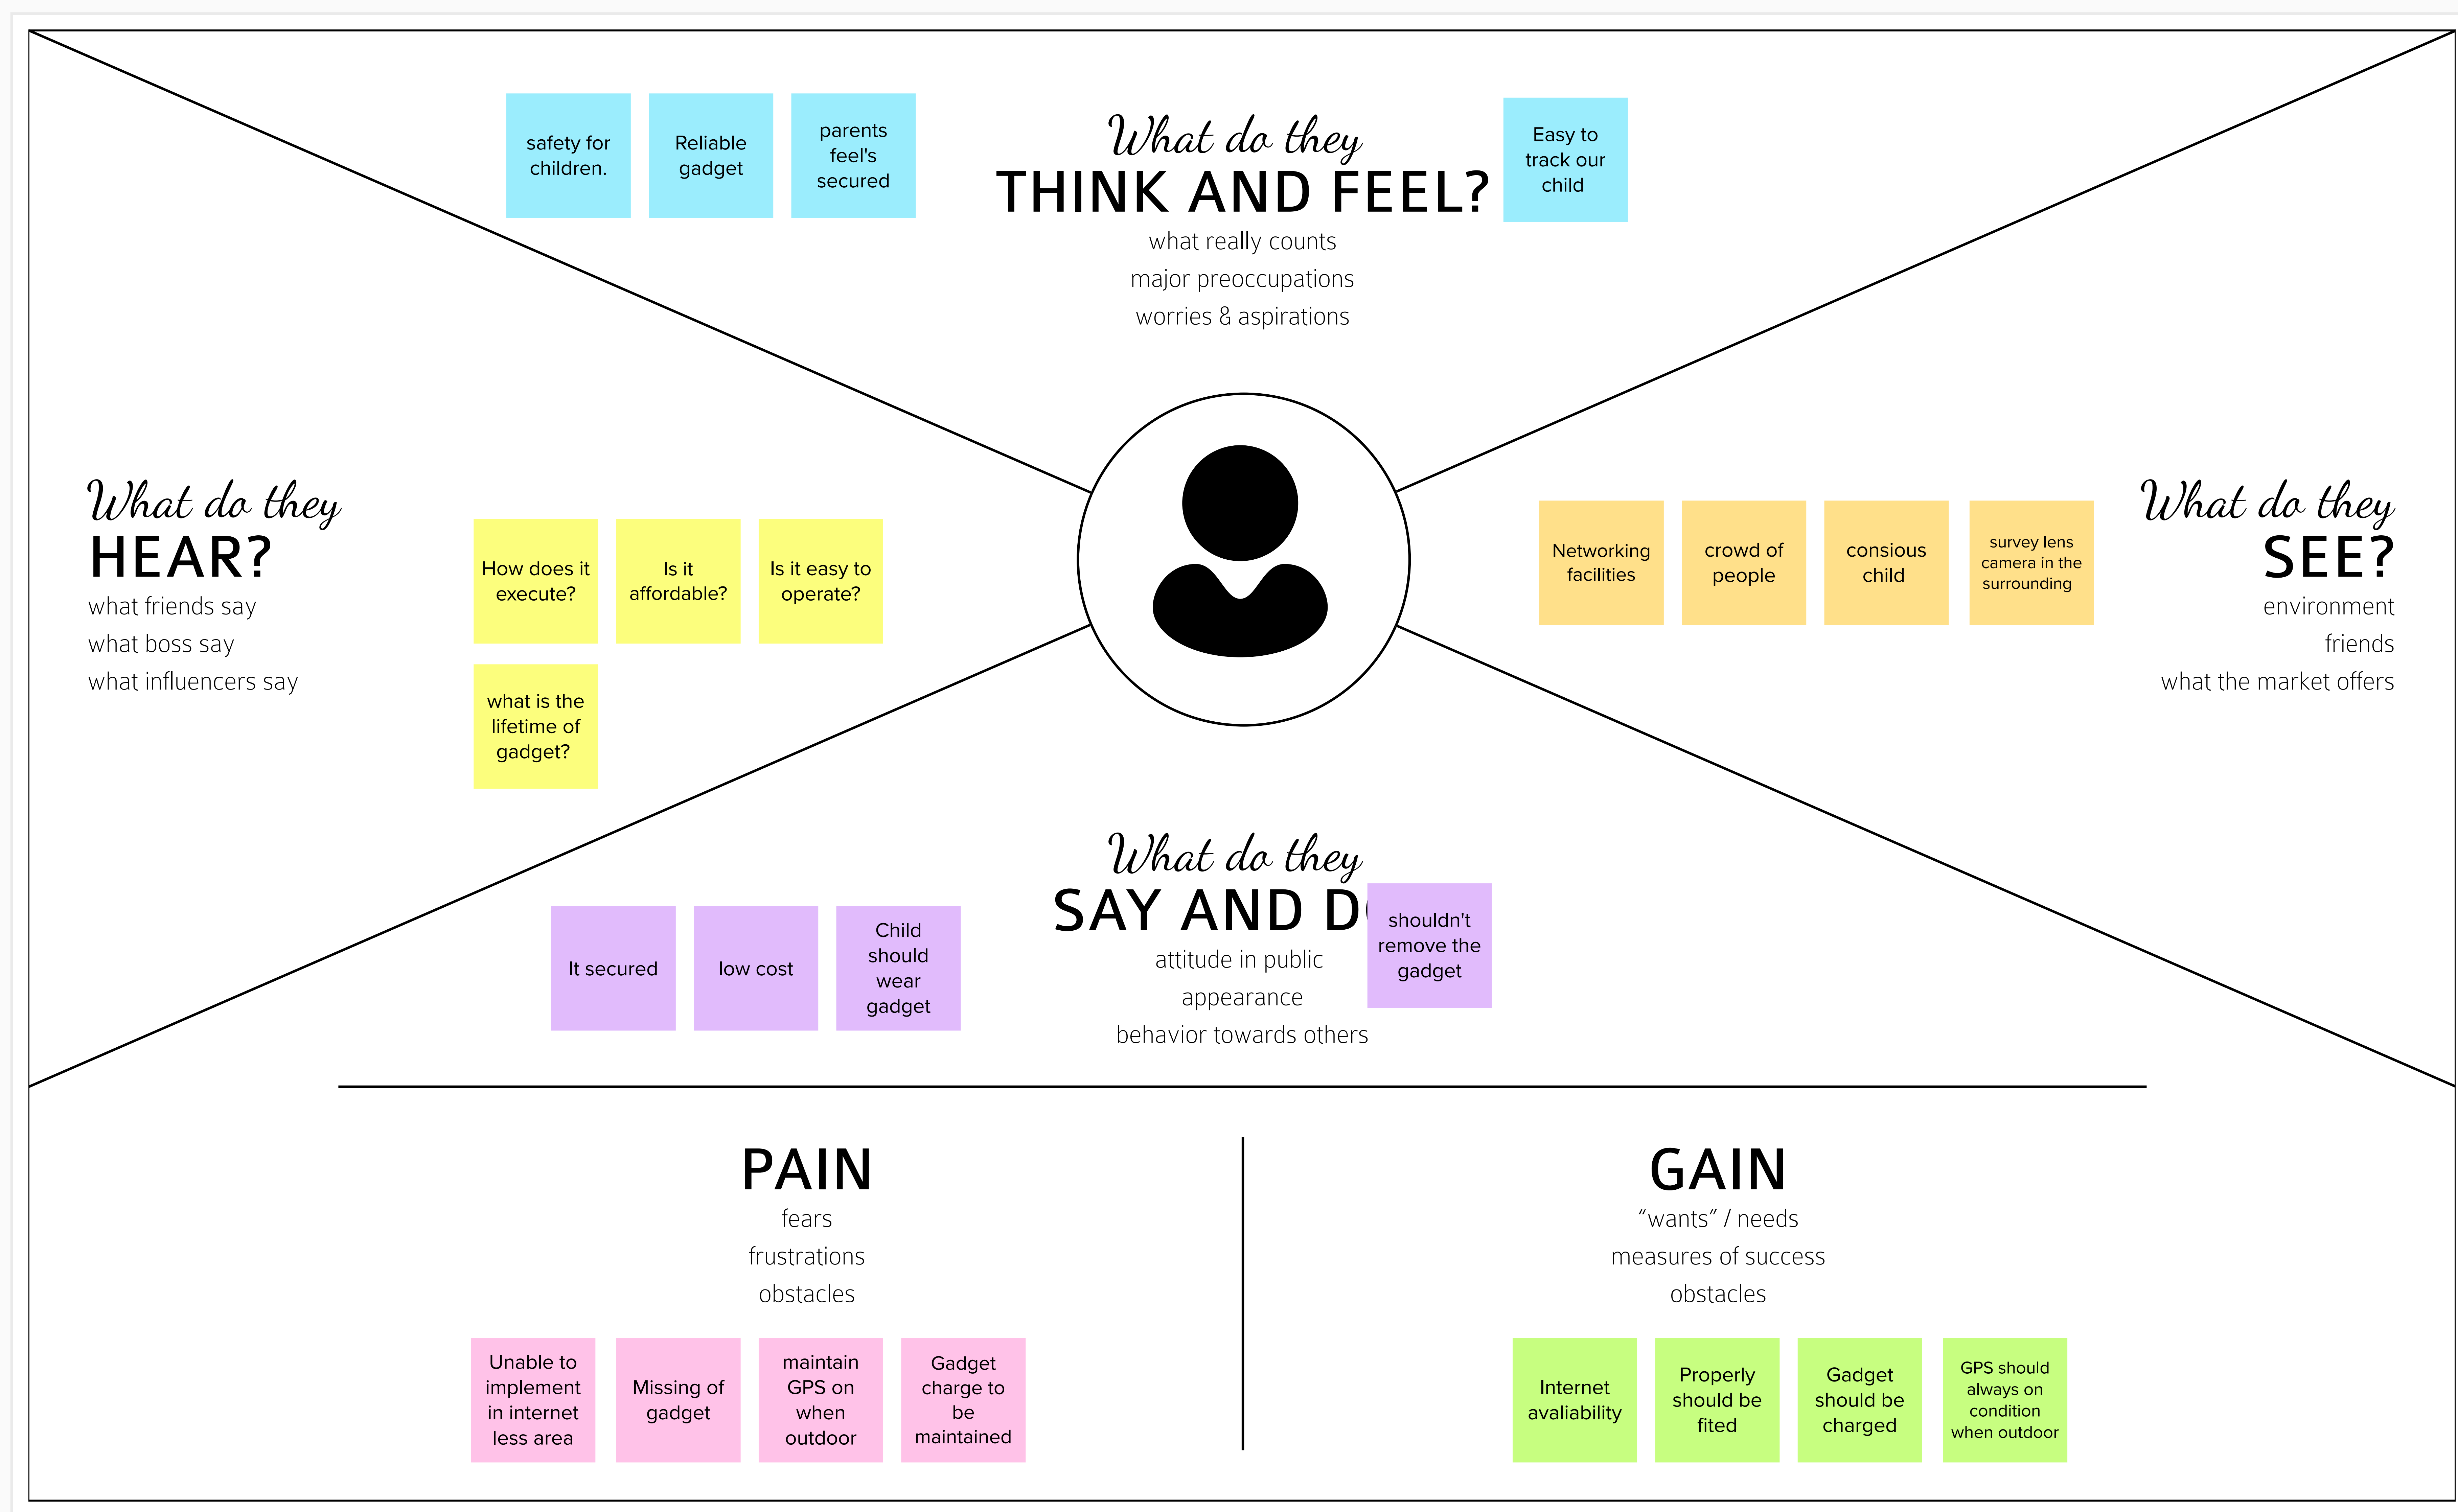 safety for
children.
Reliable
gadget
parents
feel's
secured
What do they
THINK AND FEEL?
what really counts
major preoccupations
worries & aspirations
Easy to
track our
child
What do they
HEAR?
what friends say
what boss say
what influencers say
How does it
execute?
Is it
affordable?
Is it easy to
operate?
what is the
lifetime of
gadget?
Networking
facilities
crowd of
people
consious
child
survey lens
camera in the
surrounding
What do they
SEE?
environment
friends
what the market offers
It secured
low cost
Child
should
wear
gadget
What do they
SAY AND D
attitude in public
appearance
behavior towards others
shouldn't
remove the
gadget
PAIN
fears
frustrations
obstacles
Unable to
implement
in internet
less area
Missing of
gadget
maintain
GPS on
when
outdoor
Gadget
charge to
be
maintained
GAIN
“wants” / needs
measures of success
obstacles
Internet
avaliability
Properly
should be
fited
Gadget
should be
charged
GPS should
always on
condition
when outdoor